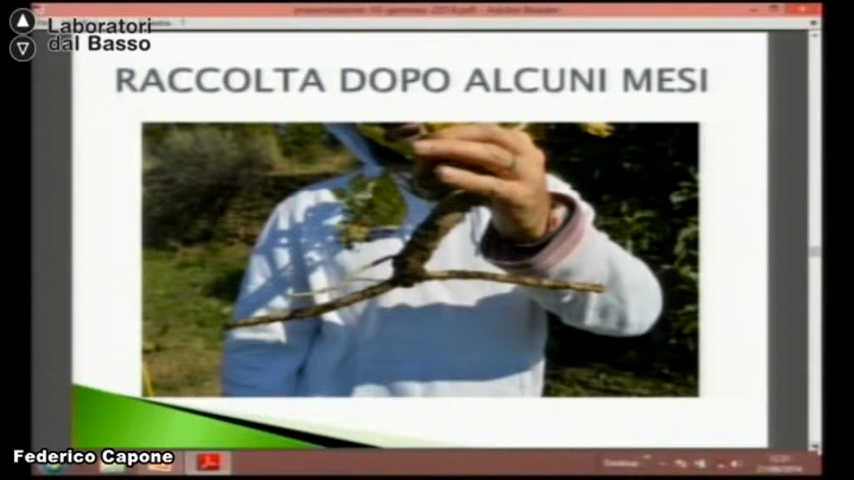 Laboratori
dal Basso
RACCOLTA DOPO ALCUNI MESI
Federico Capone